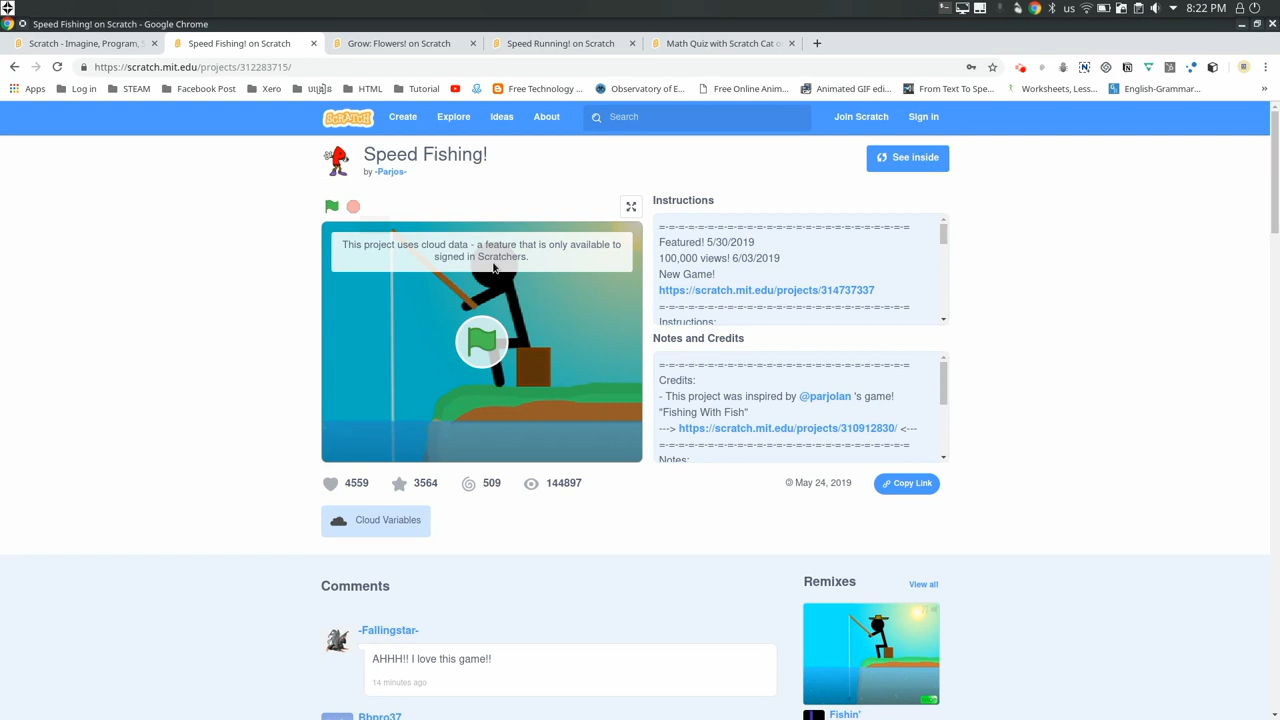 us
8:22 PM
Speed Fishing! on Scratch - Google Chrome
Scratch - Imagine, Program, S
Speed Fishing! on Scratch
Grow: Flowers! on Scratch
Speed Running! on Scratch
Math Quiz with Scratch Cat o
https://scratch.mit.edu/projects/312283715/
Apps
Log in
STEAM
Facebook Post
Xero
HTML
Tutorial
Free Technology ...
Observatory of E...
Free Online Anim...
Animated GIF edi...
From Text To Spe...
Worksheets, Less...
English-Grammar...
»
SCRATCH
Create
Explore
Ideas
About
Search
Join Scratch
Sign in
Speed Fishing!
by -Parjos-
See inside
This project uses cloud data - a feature that is only available to
signed in Scratchers.
Instructions
=-=-=-=-=-=-=-=-=-=-=-=-=-=-=-=-=-=
Featured! 5/30/2019
100,000 views! 6/03/2019
New Game!
https://scratch.mit.edu/projects/314737337
=-=-=-=-=-=-=-=-=-=-=-=-=-=-=-=-=-=
Instructions:
Notes and Credits
=-=-=-=-=-=-=-=-=-=-=-=-=-=-=-=-=-=
Credits:
- This project was inspired by @parjolan 's game!
"Fishing With Fish"
---> https://scratch.mit.edu/projects/310912830/ <---
=-=-=-=-=-=-=-=-=-=-=-=-=-=-=-=-=-=
Notes:
4559
3564
509
144897
© May 24, 2019
Copy Link
Cloud Variables
Comments
-Fallingstar-
AHHH!! I love this game!!
14 minutes ago
Bbpro37
Remixes
View all
Fishin'